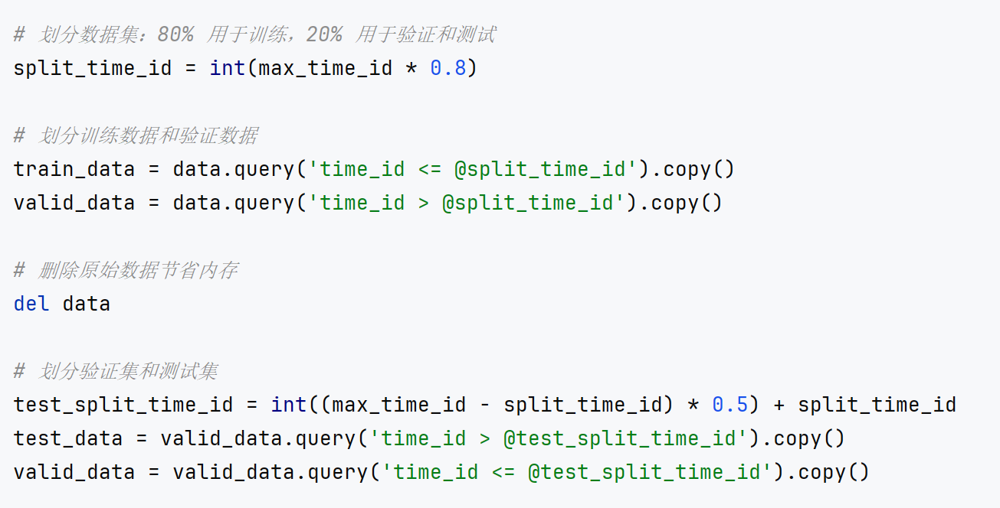 # 划分数据集：80% 用于训练，20% 用于验证和测试
split_time_id = int(max_time_id * 0.8)
# 划分训练数据和验证数据
train_data = data.query('time_id <= @split_time_id').copy()
valid_data = data.query('time_id > @split_time_id').copy()
# 删除原始数据节省内存
del data
# 划分验证集和测试集
test_split_time_id = int((max_time_id - split_time_id) * 0.5) + split_time_id
test_data = valid_data.query('time_id > @test_split_time_id').copy()
valid_data = valid_data.query('time_id <= @test_split_time_id').copy()